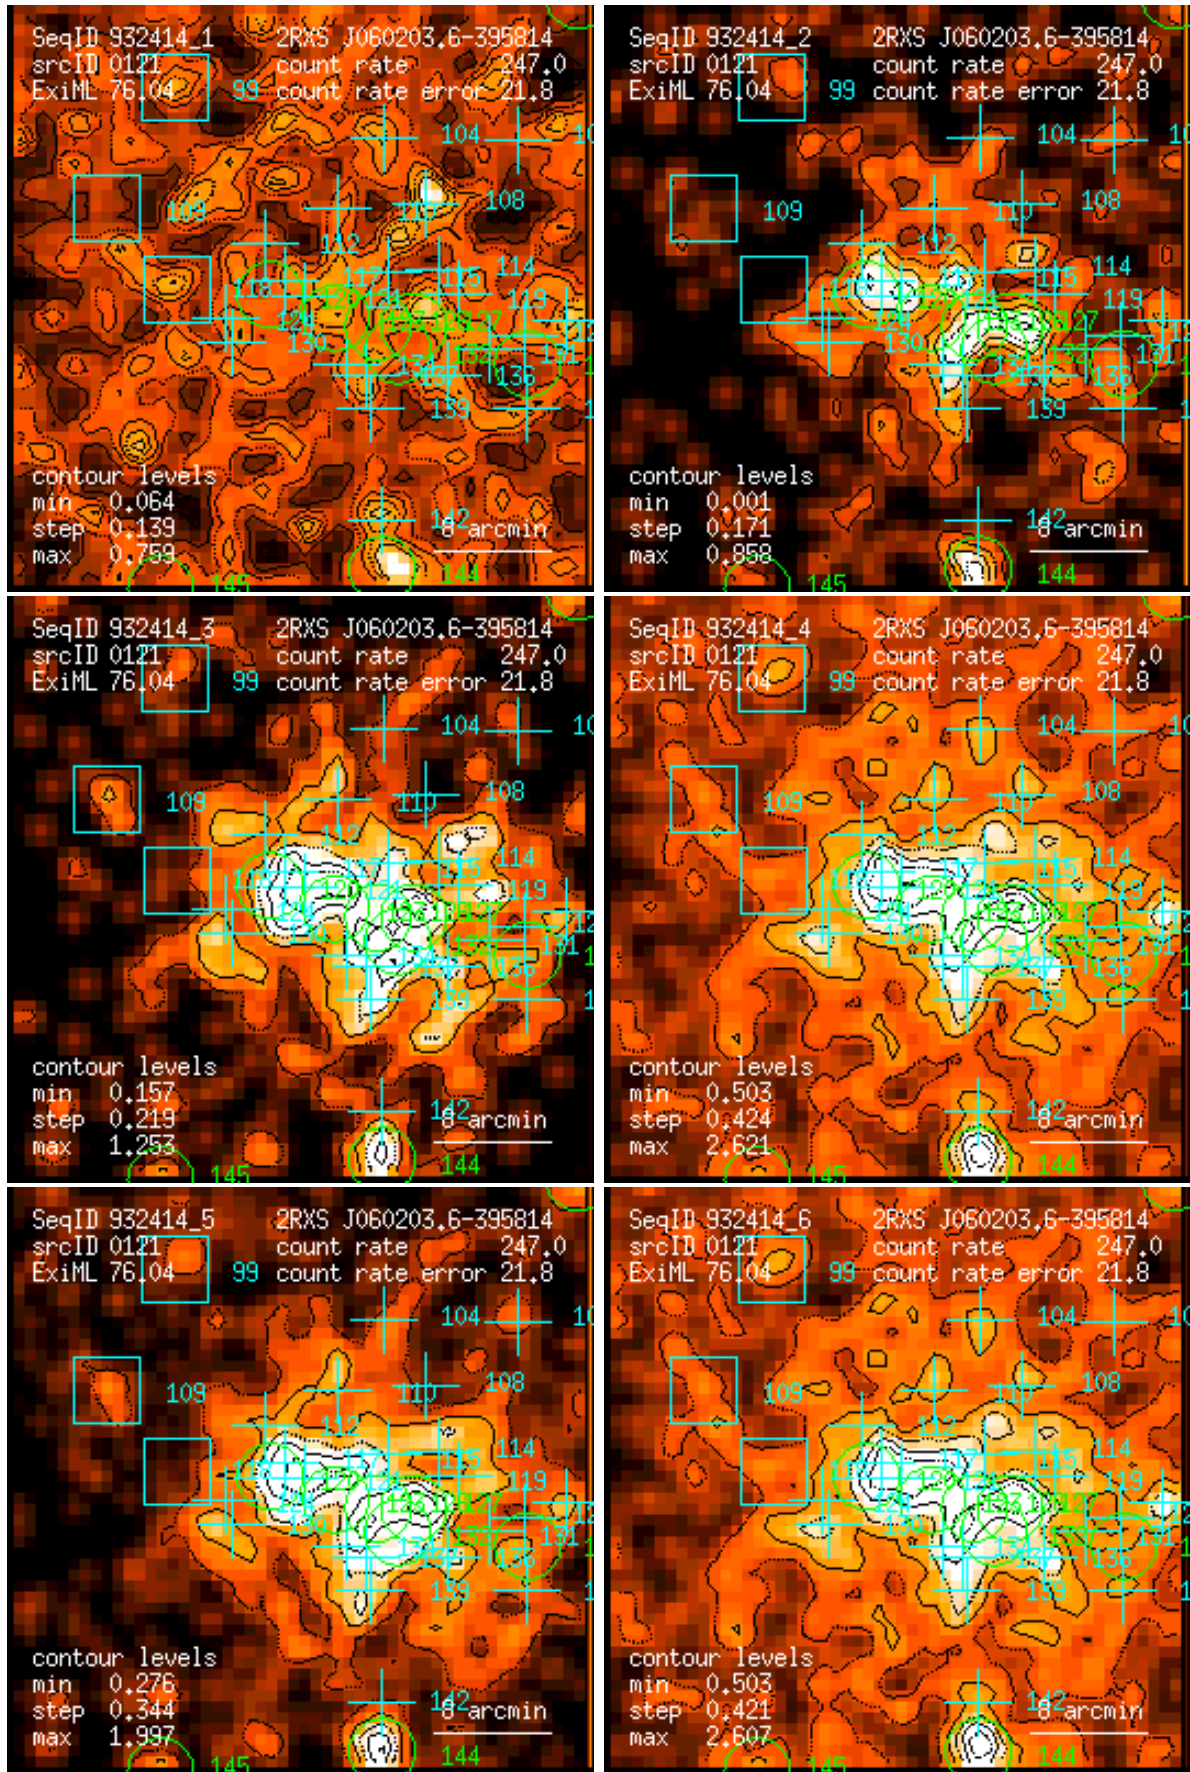 SeqID 932414_1 2RXS J060203.6-395814
srcID 0121 count rate 247.0
ExiML 76.04 99 count rate error 21.8
104
108
109
110
112
114
115
119
130
131
136
139
contour levels
min 0.064
step 0.139
max 0.759
142
8 arcmin
144
145
SeqID 932414_2 2RXS J060203.6-395814
srcID 0121 count rate 247.0
ExiML 76.04 99 count rate error 21.8
104
108
109
110
112
114
115
119
130
131
136
139
contour levels
min 0.001
step 0.171
max 0.858
142
8 arcmin
144
145
SeqID 932414_3 2RXS J060203.6-395814
srcID 0121 count rate 247.0
ExiML 76.04 99 count rate error 21.8
104
108
109
110
112
114
115
119
130
131
136
139
contour levels
min 0.157
step 0.219
max 1.253
142
8 arcmin
144
145
SeqID 932414_4 2RXS J060203.6-395814
srcID 0121 count rate 247.0
ExiML 76.04 99 count rate error 21.8
104
108
109
110
112
114
115
119
130
131
136
139
contour levels
min 0.503
step 0.424
max 2.621
142
8 arcmin
144
145
SeqID 932414_5 2RXS J060203.6-395814
srcID 0121 count rate 247.0
ExiML 76.04 99 count rate error 21.8
104
108
109
110
112
114
115
119
130
131
136
139
contour levels
min 0.276
step 0.344
max 1.997
142
8 arcmin
144
145
SeqID 932414_6 2RXS J060203.6-395814
srcID 0121 count rate 247.0
ExiML 76.04 99 count rate error 21.8
104
108
109
110
112
114
115
119
130
131
136
139
contour levels
min 0.503
step 0.421
max 2.607
142
8 arcmin
144
145